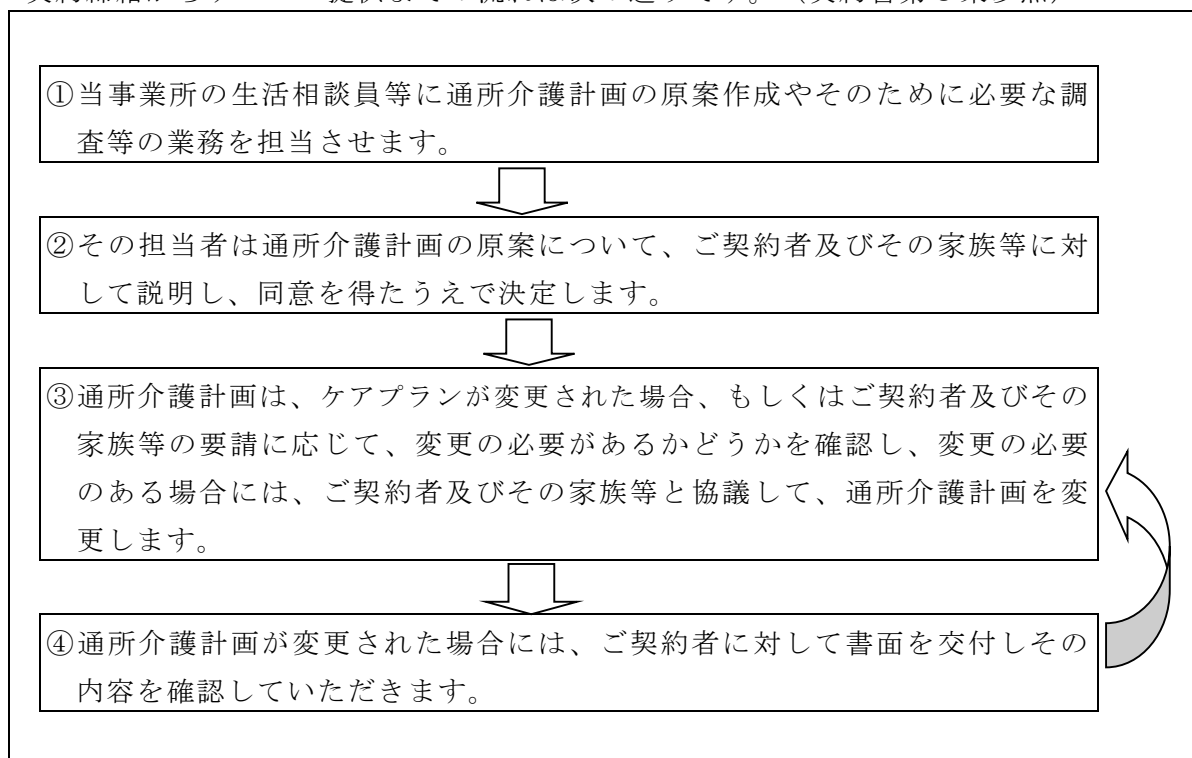 ①当事業所の生活相談員等に通所介護計画の原案作成やそのために必要な調
査等の業務を担当させます。
②その担当者は通所介護計画の原案について、ご契約者及びその家族等に対
して説明し、同意を得たうえで決定します。
③通所介護計画は、ケアプランが変更された場合、もしくはご契約者及びその
家族等の要請に応じて、変更の必要があるかどうかを確認し、変更の必要
のある場合には、ご契約者及びその家族等と協議して、通所介護計画を変
更します。
④通所介護計画が変更された場合には、ご契約者に対して書面を交付しその
内容を確認していただきます。